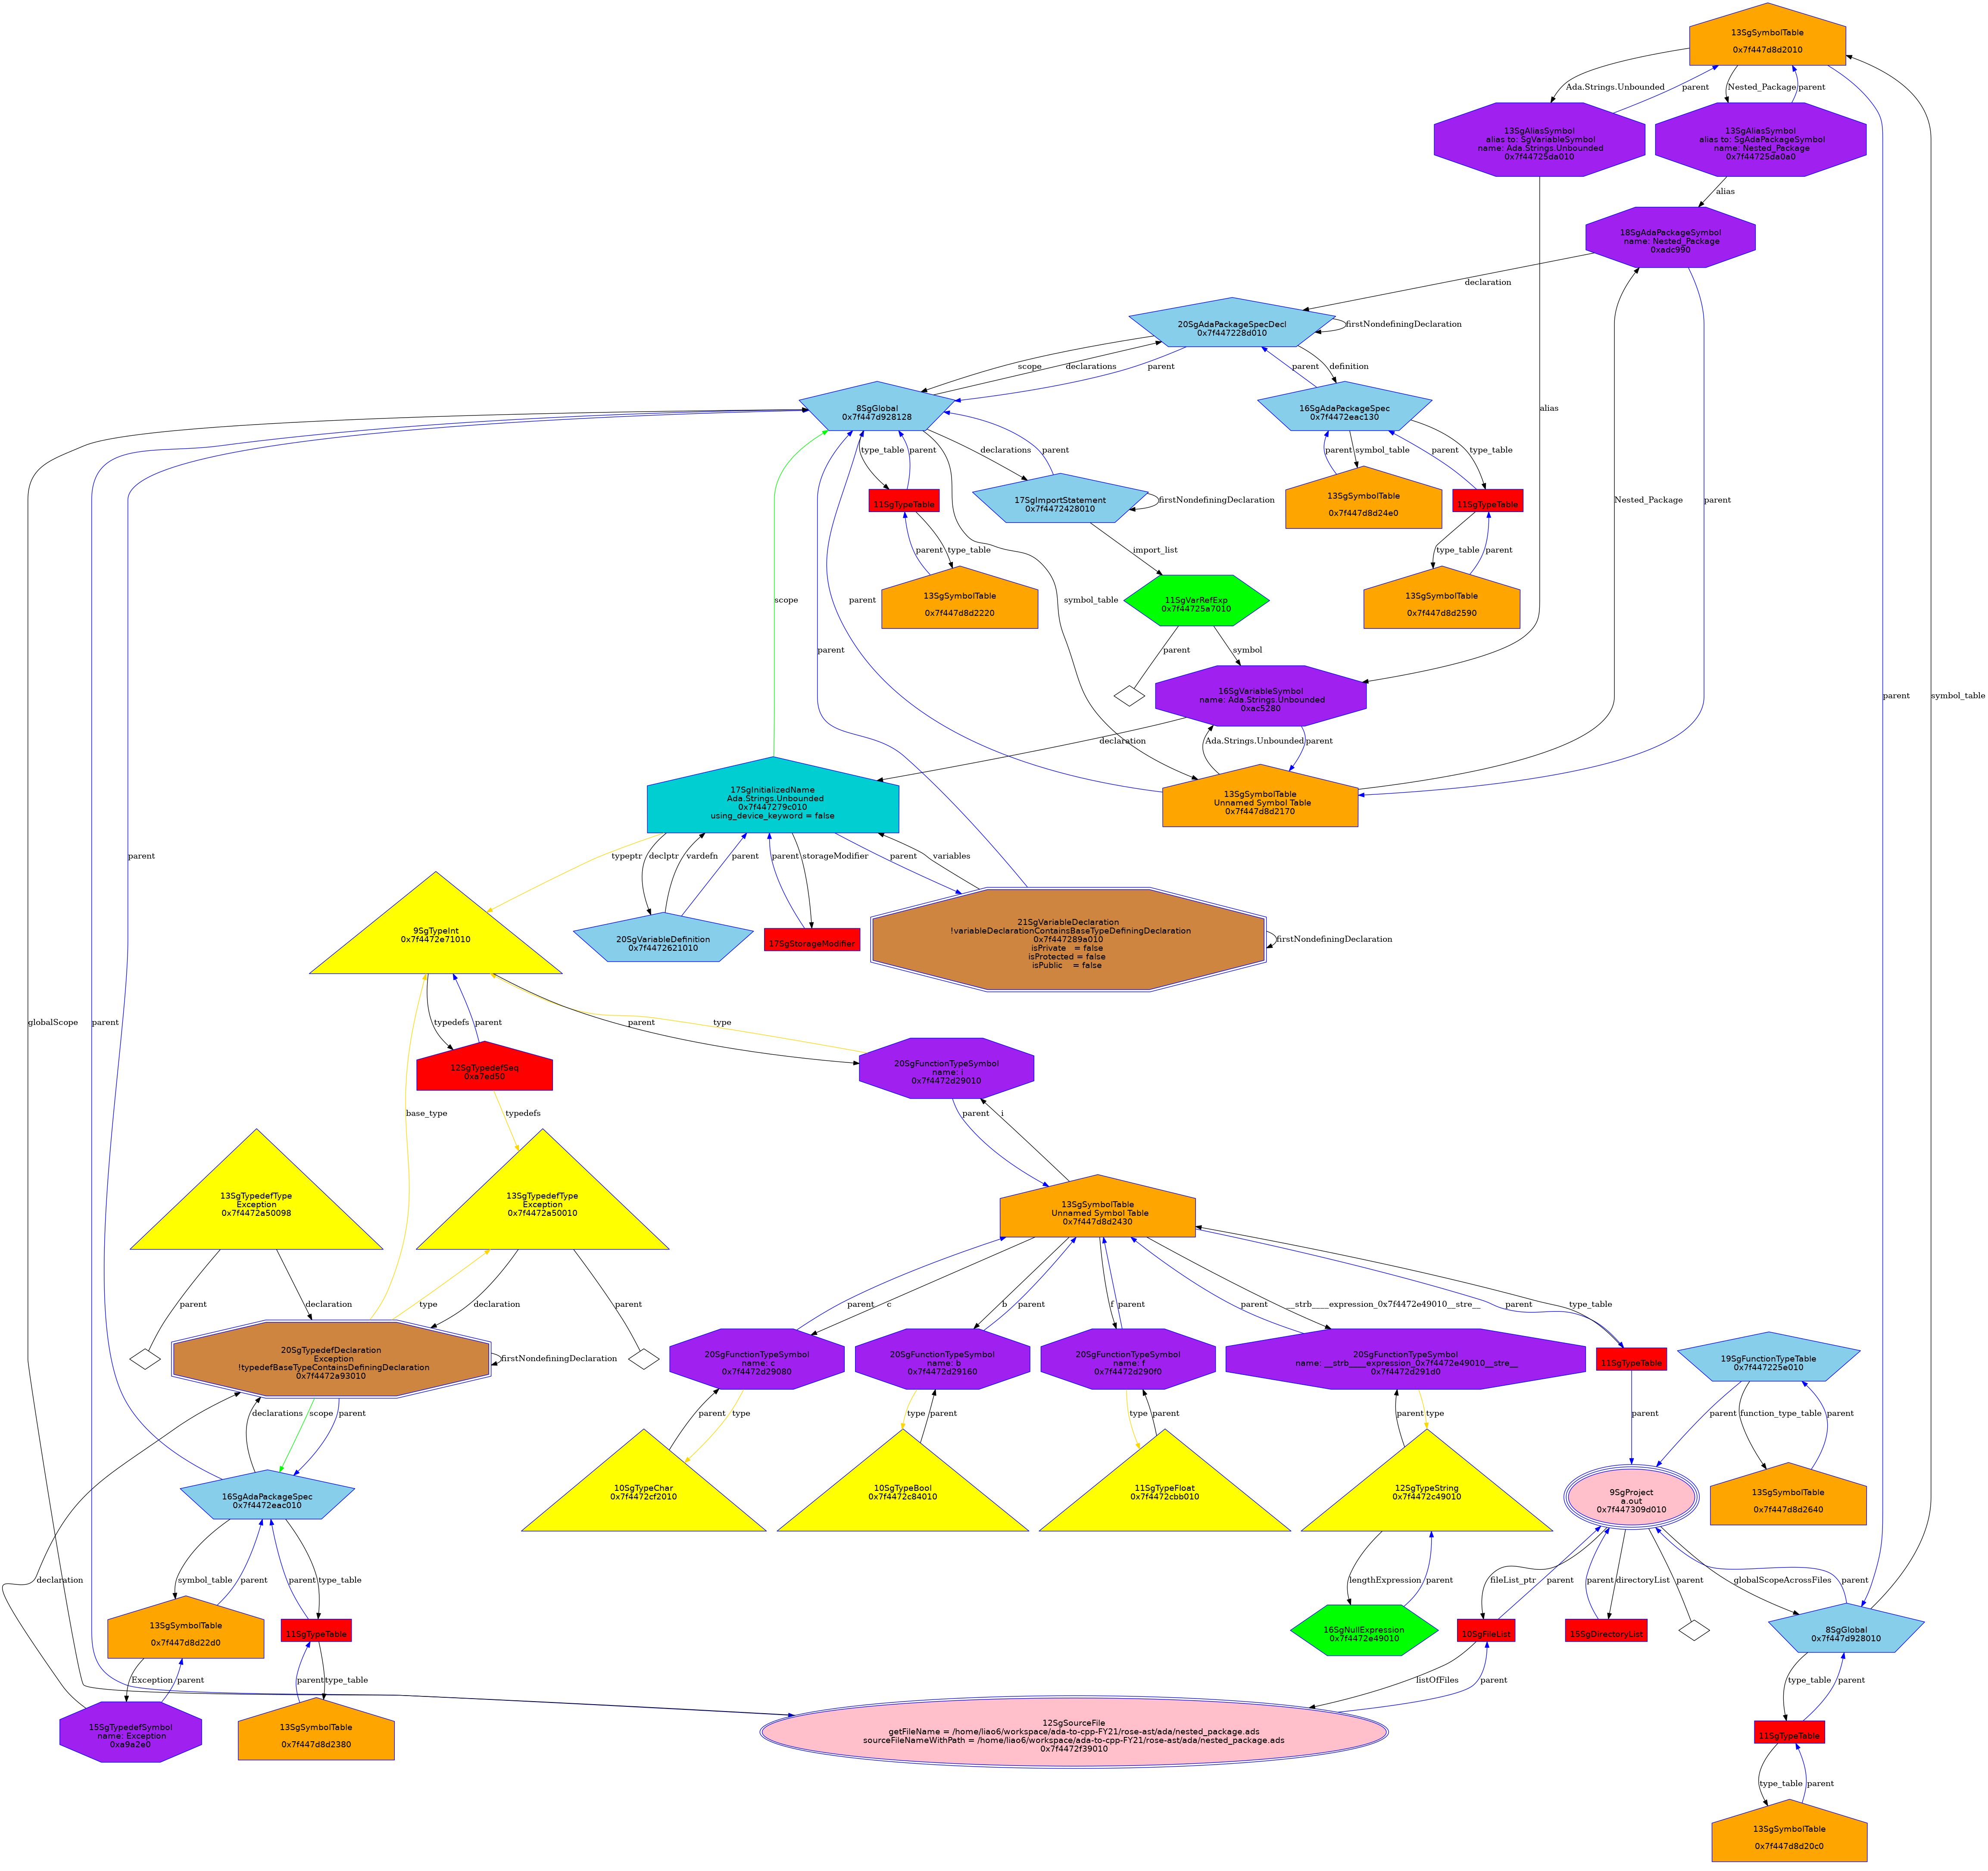 13SgSymbolTable
0x7f447d8d2010
Ada.Strings.Unbounded
parent
Nested_Package
parent
13SgAliasSymbol
alias to: SgVariableSymbol
name: Ada.Strings.Unbounded
0x7f44725da010
13SgAliasSymbol
alias to: SgAdaPackageSymbol
name: Nested_Package
0x7f44725da0a0
alias
18SgAdaPackageSymbol
name: Nested_Package
0xadc990
declaration
20SgAdaPackageSpecDecl
0x7f447228d010
firstNondefiningDeclaration
scope
declarations
parent
parent
definition
8SgGlobal
0x7f447d928128
16SgAdaPackageSpec
0x7f4472eac130
alias
type_table
parent
declarations
parent
parent
symbol_table
parent
type_table
11SgTypeTable
17SgImportStatement
0x7f4472428010
firstNondefiningDeclaration
13SgSymbolTable
0x7f447d8d24e0
11SgTypeTable
Nested_Package
parent
parent
type_table
import_list
type_table
parent
13SgSymbolTable
0x7f447d8d2220
11SgVarRefExp
0x7f44725a7010
13SgSymbolTable
0x7f447d8d2590
scope
parent
symbol_table
parent
parent
symbol
16SgVariableSymbol
name: Ada.Strings.Unbounded
0xac5280
parent
symbol_table
declaration
Ada.Strings.Unbounded
parent
17SgInitializedName
Ada.Strings.Unbounded
0x7f447279c010
using_device_keyword = false
13SgSymbolTable
Unnamed Symbol Table
0x7f447d8d2170
parent
typeptr
declptr
vardefn
parent
parent
storageModifier
parent
variables
9SgTypeInt
0x7f4472e71010
20SgVariableDefinition
0x7f4472621010
17SgStorageModifier
21SgVariableDeclaration
!variableDeclarationContainsBaseTypeDefiningDeclaration
0x7f447289a010
isPrivate = false
isProtected = false
isPublic = false
firstNondefiningDeclaration
globalScope
parent
typedefs
parent
parent
type
12SgTypedefSeq
0xa7ed50
20SgFunctionTypeSymbol
name: i
0x7f4472d29010
base_type
typedefs
parent
i
13SgTypedefType
Exception
0x7f4472a50098
13SgTypedefType
Exception
0x7f4472a50010
13SgSymbolTable
Unnamed Symbol Table
0x7f447d8d2430
parent
declaration
type
declaration
parent
parent
c
b
parent
f
parent
parent
__strb____expression_0x7f4472e49010__stre__
parent
type_table
20SgTypedefDeclaration
Exception
!typedefBaseTypeContainsDefiningDeclaration
0x7f4472a93010
firstNondefiningDeclaration
20SgFunctionTypeSymbol
name: c
0x7f4472d29080
20SgFunctionTypeSymbol
name: b
0x7f4472d29160
20SgFunctionTypeSymbol
name: f
0x7f4472d290f0
20SgFunctionTypeSymbol
name: __strb____expression_0x7f4472e49010__stre__
0x7f4472d291d0
11SgTypeTable
19SgFunctionTypeTable
0x7f447225e010
declarations
scope
parent
parent
type
type
parent
type
parent
parent
type
parent
parent
function_type_table
parent
16SgAdaPackageSpec
0x7f4472eac010
10SgTypeChar
0x7f4472cf2010
10SgTypeBool
0x7f4472c84010
11SgTypeFloat
0x7f4472cbb010
12SgTypeString
0x7f4472c49010
9SgProject
a.out
0x7f447309d010
13SgSymbolTable
0x7f447d8d2640
declaration
symbol_table
parent
parent
type_table
lengthExpression
parent
fileList_ptr
parent
parent
directoryList
parent
globalScopeAcrossFiles
parent
13SgSymbolTable
0x7f447d8d22d0
11SgTypeTable
16SgNullExpression
0x7f4472e49010
10SgFileList
15SgDirectoryList
8SgGlobal
0x7f447d928010
Exception
parent
parent
type_table
listOfFiles
parent
type_table
parent
15SgTypedefSymbol
name: Exception
0xa9a2e0
13SgSymbolTable
0x7f447d8d2380
12SgSourceFile
getFileName = /home/liao6/workspace/ada-to-cpp-FY21/rose-ast/ada/nested_package.ads
sourceFileNameWithPath = /home/liao6/workspace/ada-to-cpp-FY21/rose-ast/ada/nested_package.ads
0x7f4472f39010
11SgTypeTable
type_table
parent
13SgSymbolTable
0x7f447d8d20c0